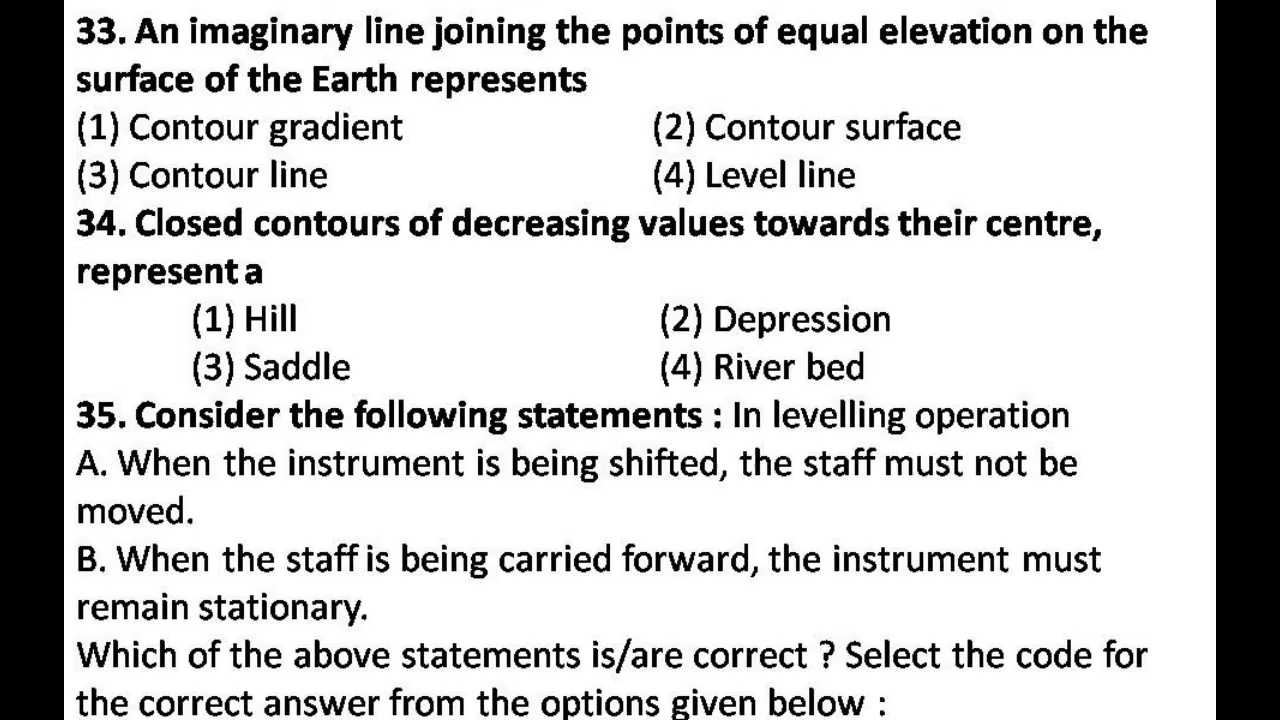 33. An imaginary line joining the points of equal elevation on the
surface of the Earth represents
(1) Contour gradient (2) Contour surface
(3) Contour line (4) Level line
34. Closed contours of decreasing values towards their centre,
represent a
(1) Hill (2) Depression
(3) Saddle (4) River bed
35. Consider the following statements : In levelling operation
A. When the instrument is being shifted, the staff must not be
moved.
B. When the staff is being carried forward, the instrument must
remain stationary.
Which of the above statements is/are correct ? Select the code for
the correct answer from the options given below :